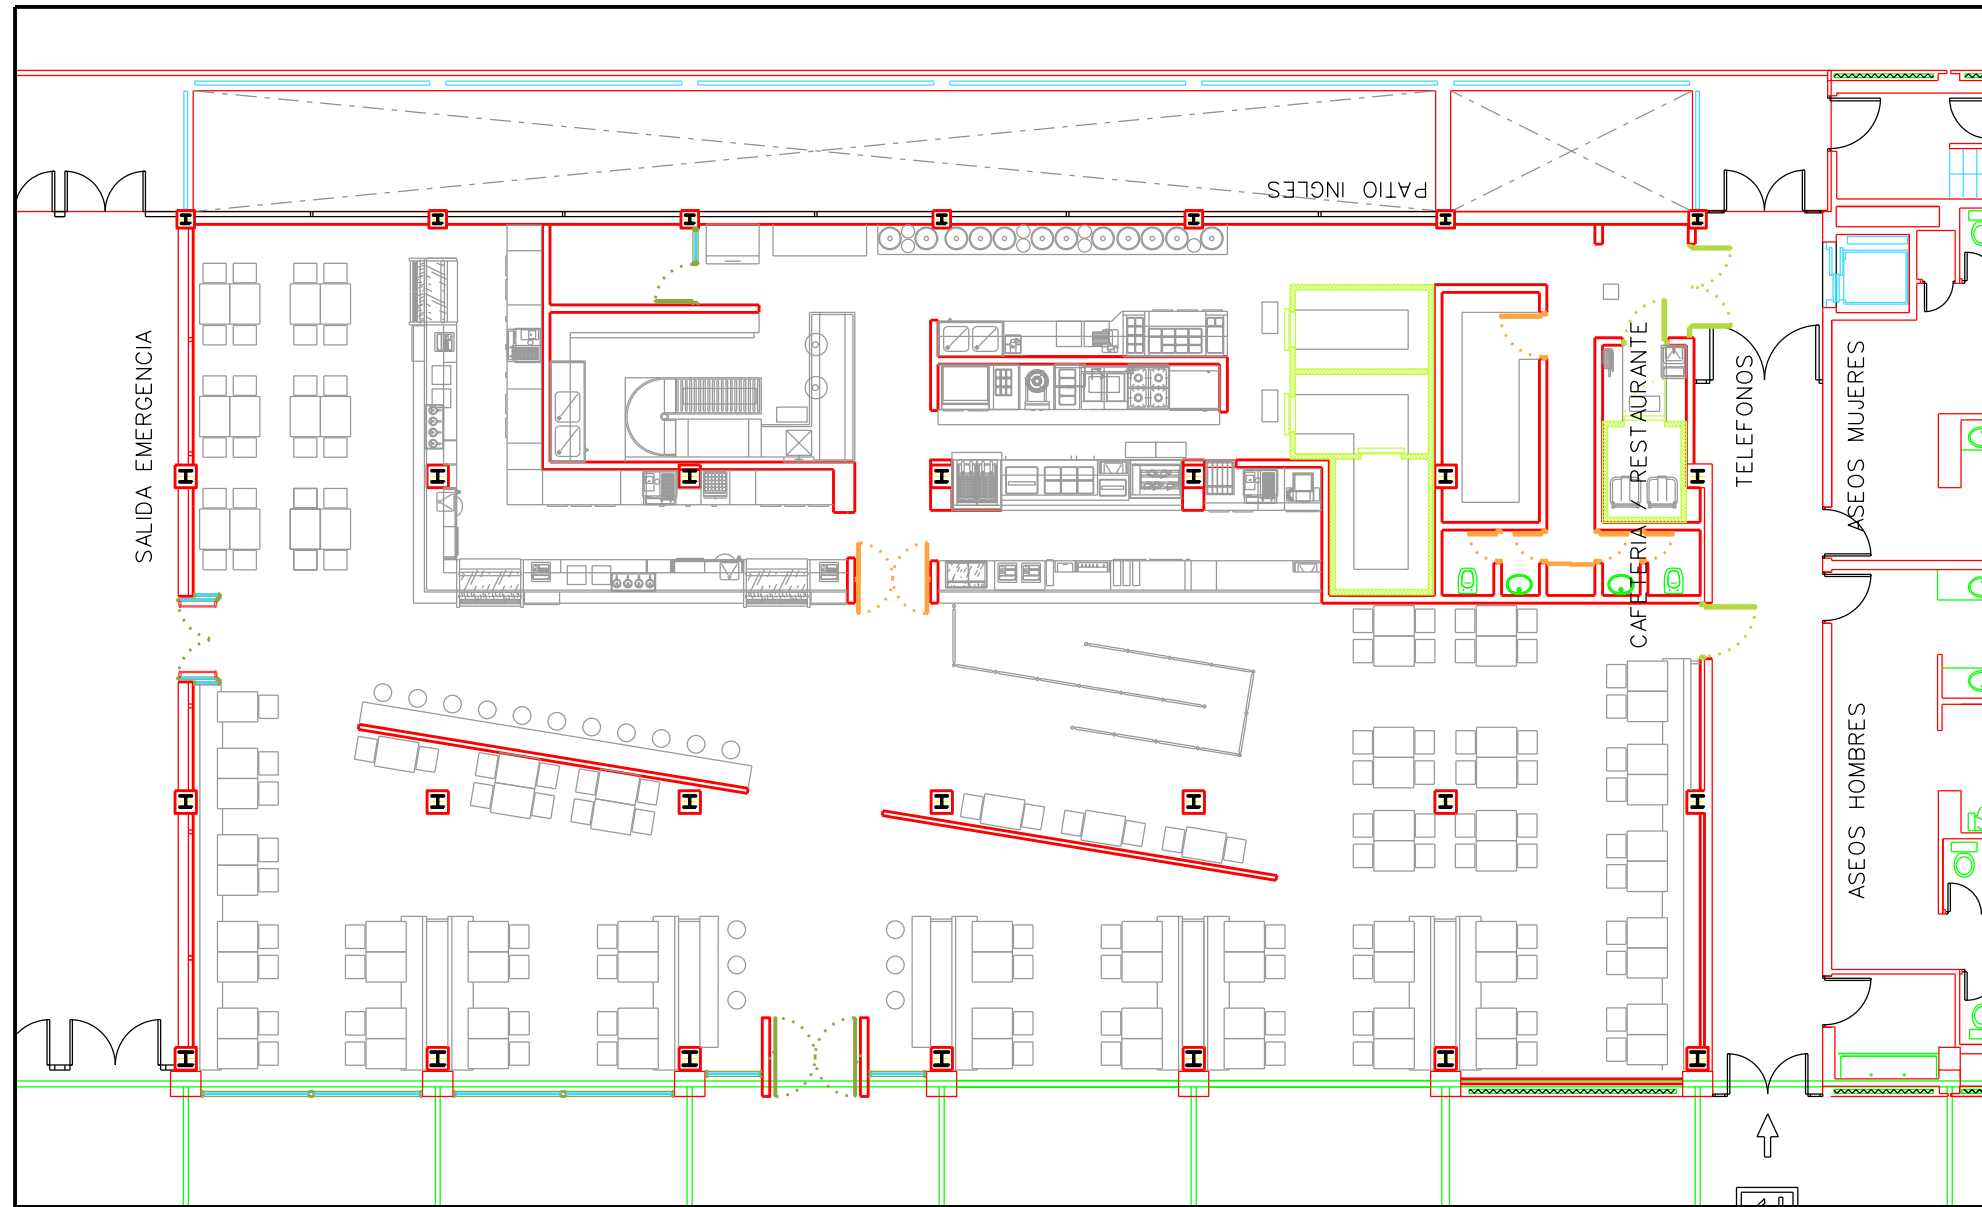 PATIO INGLES
SALIDA EMERGENCIA
CAFETERIA / RESTAURANTE
TELEFONOS
ASEOS MUJERES
ASEOS HOMBRES